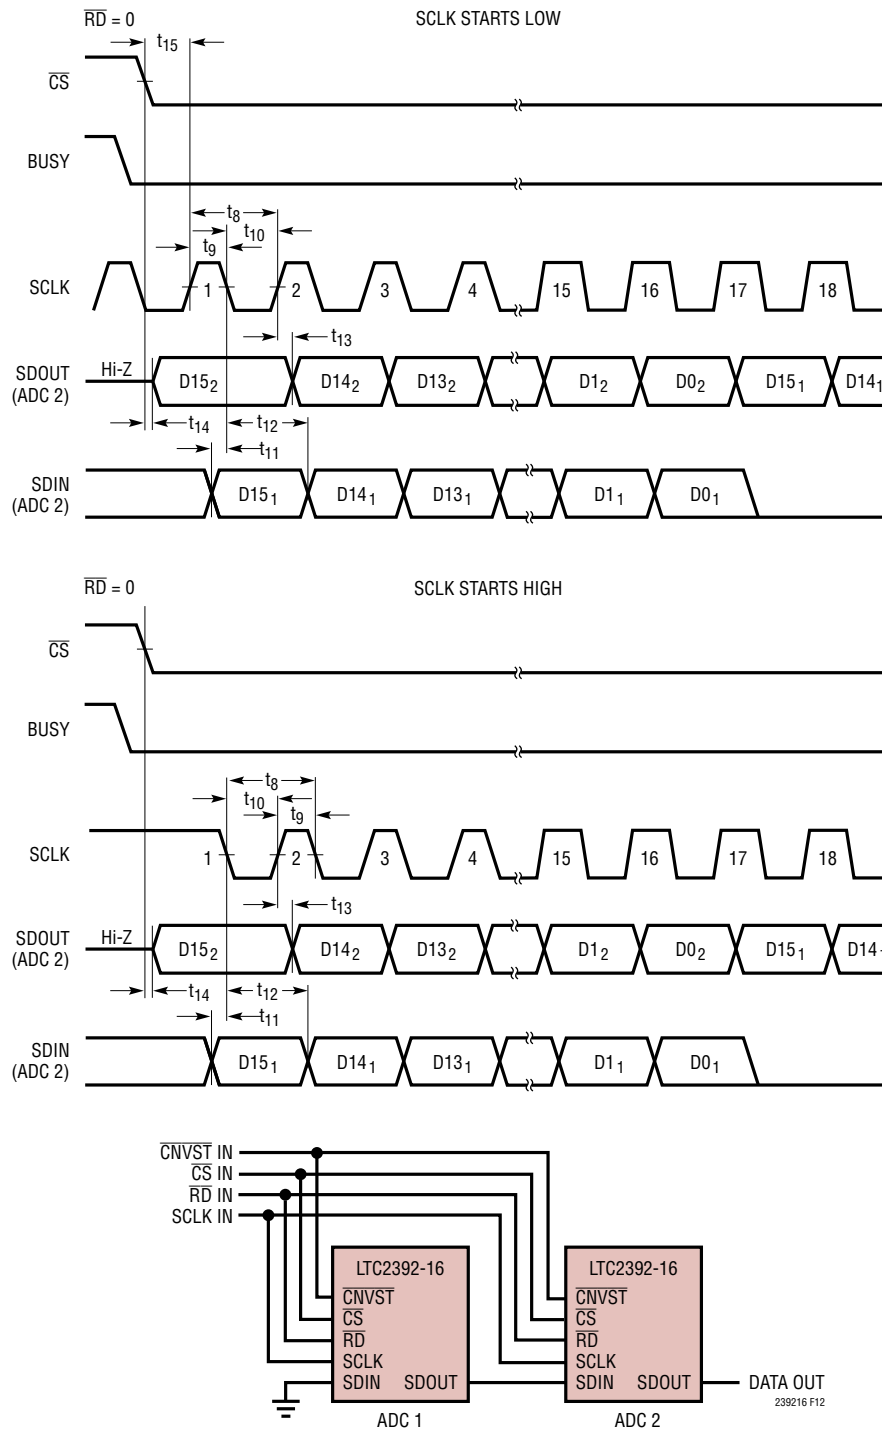 RD = 0
SCLK STARTS LOW
t15
CS
BUSY
t8
t10
t9
SCLK
1 2 3 4 15 16 17 18
t13
SDOUT (ADC 2)
Hi-Z
D152 D142 D132 D12 D02 D151 D141
t14 t12
t11
SDIN (ADC 2)
D151 D141 D131 D11 D01
RD = 0
SCLK STARTS HIGH
CS
BUSY
t8
t10
t9
SCLK
1 2 3 4 15 16 17 18
t13
SDOUT (ADC 2)
Hi-Z
D152 D142 D132 D12 D02 D151 D14
t14 t12
t11
SDIN (ADC 2)
D151 D141 D131 D11 D01
CNVST IN
CS IN
RD IN
SCLK IN
LTC2392-16
CNVST
CS
RD
SCLK
SDIN SDOUT
ADC 1
LTC2392-16
CNVST
CS
RD
SCLK
SDIN SDOUT
ADC 2
DATA OUT
239216 F12